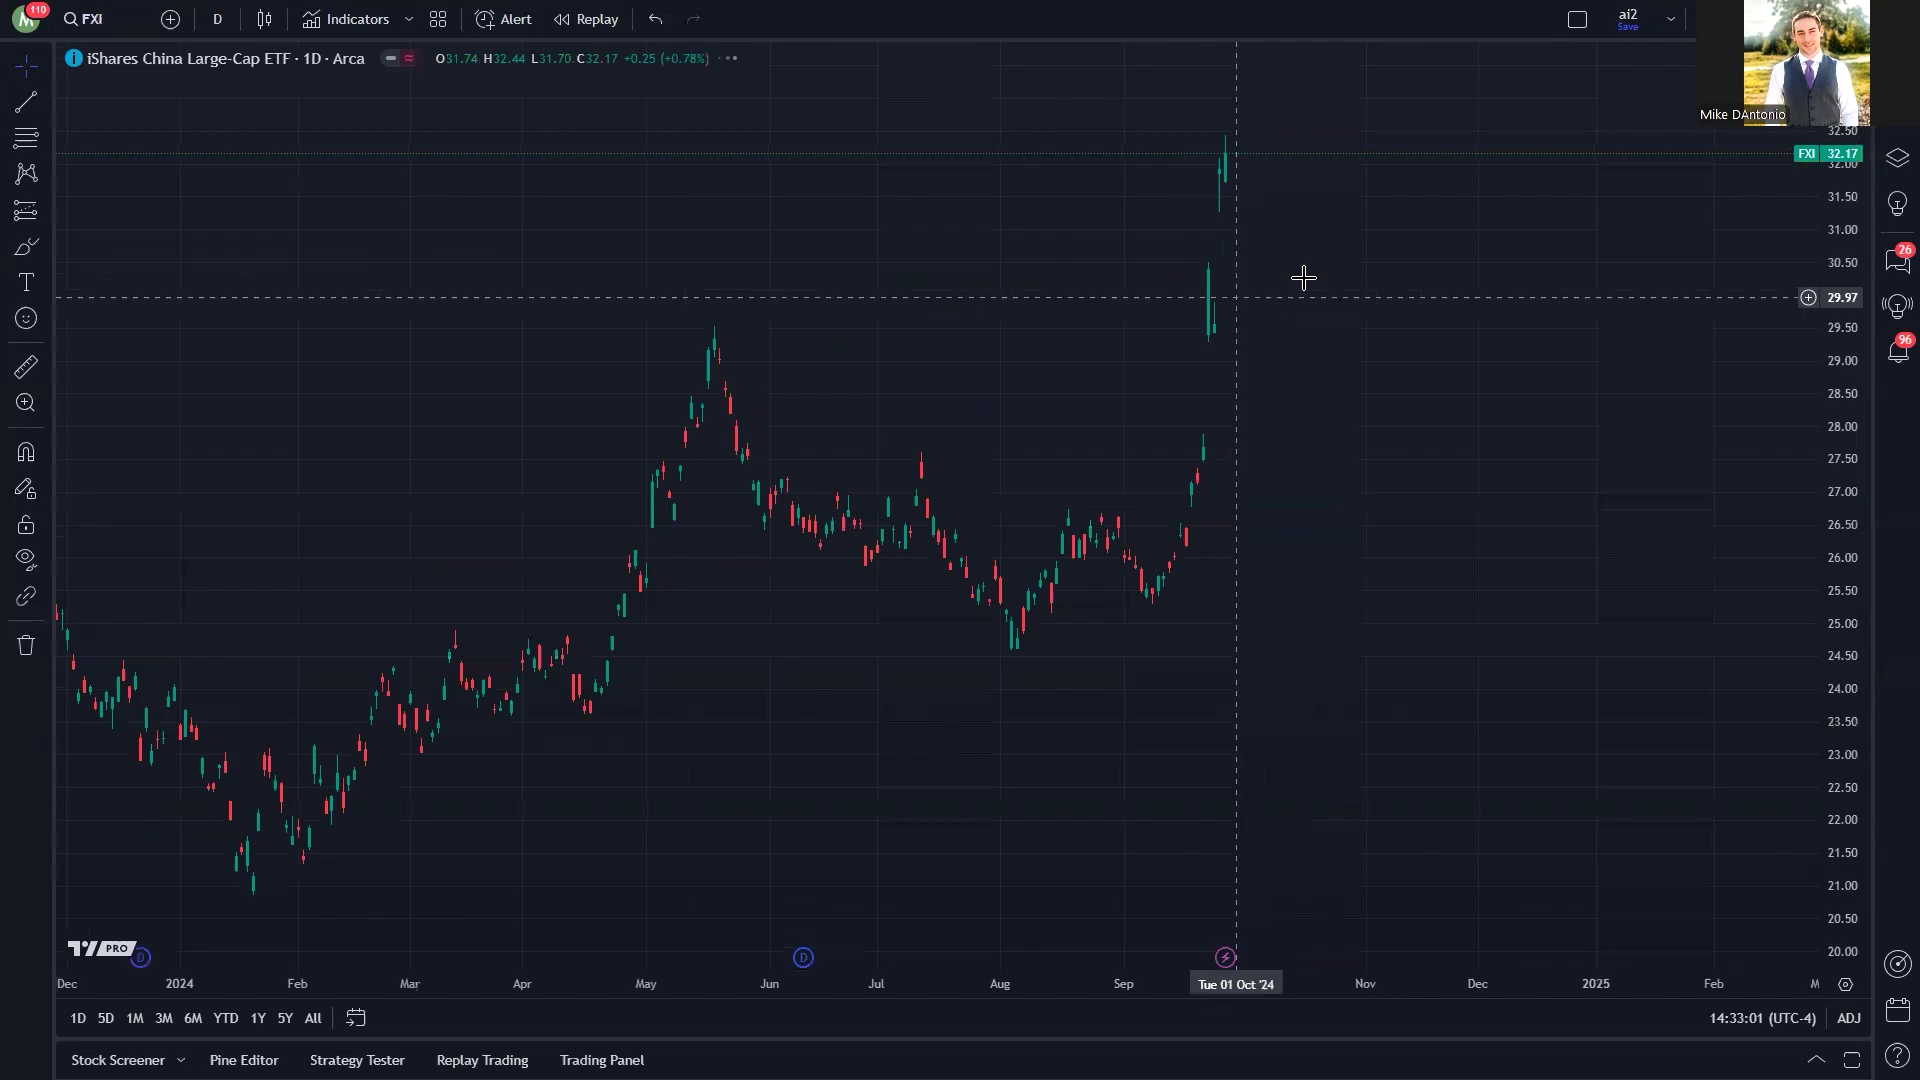 M
110
FXI
D
Indicators
Alert
Replay
ai2
Save
Mike DAntonio
iShares China Large-Cap ETF · 1D · Arca
O31.74 H32.44 L31.70 C32.17 +0.25 (+0.78%)
32.50
FXI 32.17
32.00
31.50
31.00
30.50
29.97
29.50
29.00
28.50
28.00
27.50
27.00
26.50
26.00
25.50
25.00
24.50
24.00
23.50
23.00
22.50
22.00
21.50
21.00
20.50
20.00
26
96
PRO
D
D
Dec 2024 Feb Mar Apr May Jun Jul Aug Sep Tue 01 Oct '24 Nov Dec 2025 Feb M
1D 5D 1M 3M 6M YTD 1Y 5Y All
14:33:01 (UTC-4) ADJ
Stock Screener Pine Editor Strategy Tester Replay Trading Trading Panel